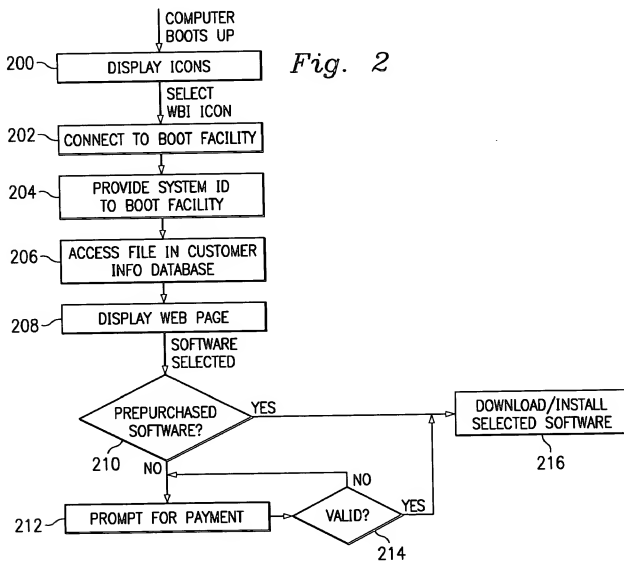 COMPUTER
BOOTS UP
200
DISPLAY ICONS
Fig. 2
SELECT
WBI ICON
202
CONNECT TO BOOT FACILITY
204
PROVIDE SYSTEM ID
TO BOOT FACILITY
206
ACCESS FILE IN CUSTOMER
INFO DATABASE
208
DISPLAY WEB PAGE
SOFTWARE
SELECTED
PREPURCHASED
SOFTWARE?
YES
210
NO
DOWNLOAD/INSTALL
SELECTED SOFTWARE
216
NO
212
PROMPT FOR PAYMENT
VALID?
YES
214